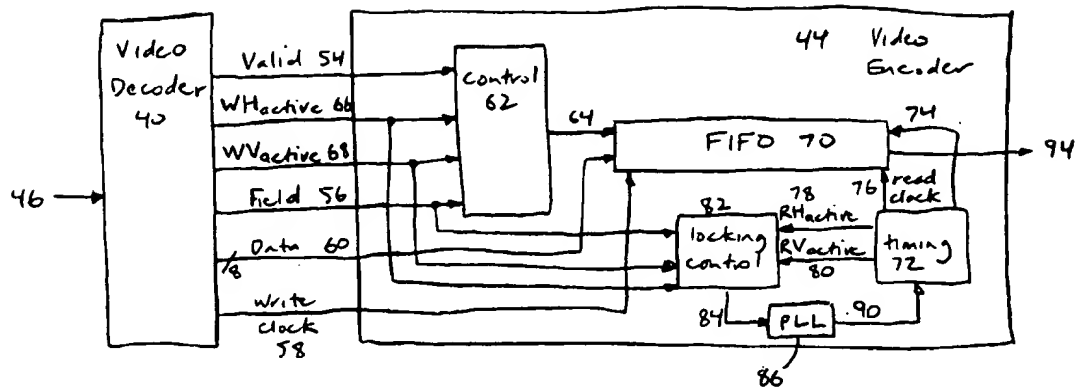 Video
Decoder
40
46
Valid 54
WHactive 66
WVactive 68
Field 56
Data 60
/8
Write
clock
58
control
62
64
44 Video
Encoder
FIFO 70
74
94
76 read
clock
78
RHactive
RVactive
80
82
locking
control
timing
72
84
PLL
90
86